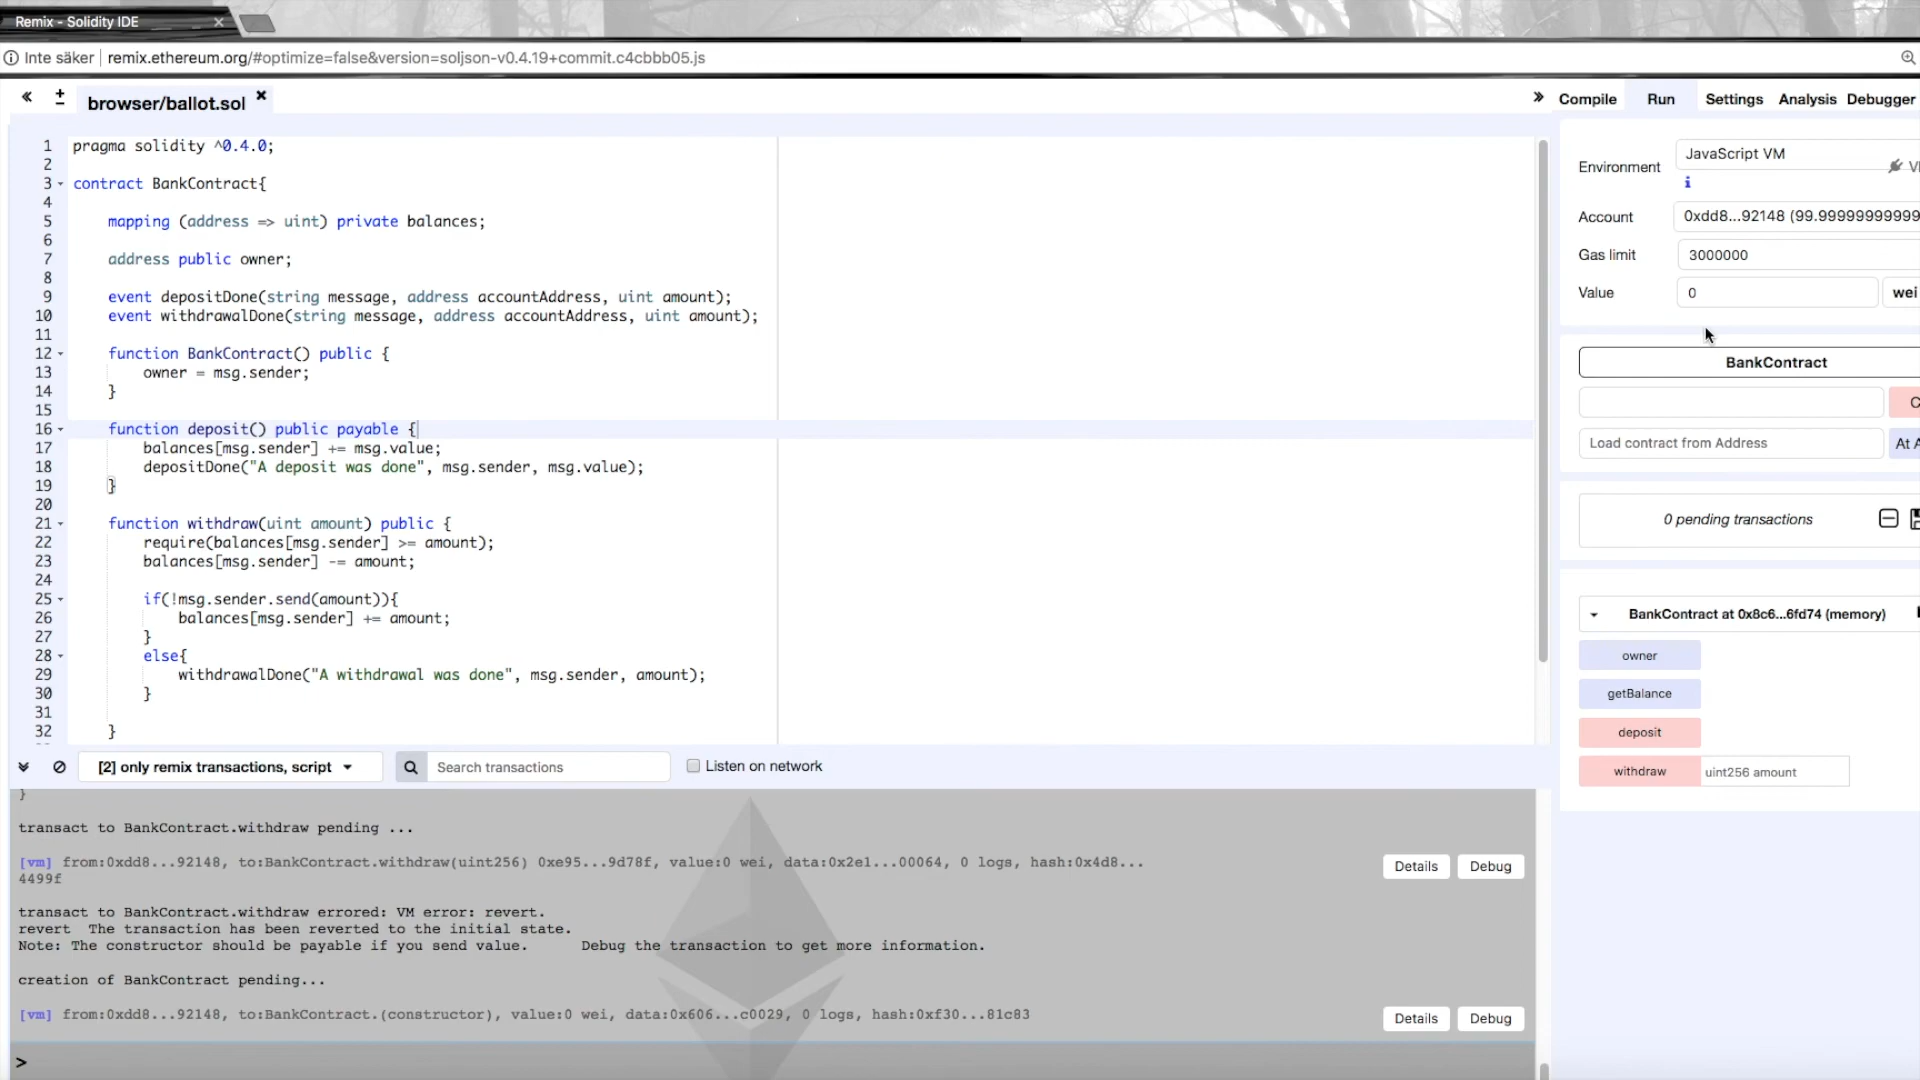 Remix - Solidity IDE
Inte säker | remix.ethereum.org/#optimize=false&version=soljson-v0.4.19+commit.c4cbbb05.js
browser/ballot.sol
Compile Run Settings Analysis Debugger
1 pragma solidity ^0.4.0;
2
3 contract BankContract{
4
5 mapping (address => uint) private balances;
6
7 address public owner;
8
9 event depositDone(string message, address accountAddress, uint amount);
10 event withdrawalDone(string message, address accountAddress, uint amount);
11
12 function BankContract() public {
13 owner = msg.sender;
14 }
15
16 function deposit() public payable {
17 balances[msg.sender] += msg.value;
18 depositDone("A deposit was done", msg.sender, msg.value);
19 }
20
21 function withdraw(uint amount) public {
22 require(balances[msg.sender] >= amount);
23 balances[msg.sender] -= amount;
24
25 if(!msg.sender.send(amount)){
26 balances[msg.sender] += amount;
27 }
28 else{
29 withdrawalDone("A withdrawal was done", msg.sender, amount);
30 }
31
32 }
[2] only remix transactions, script
Search transactions
Listen on network
}
transact to BankContract.withdraw pending ...
[vm] from:0xdd8...92148, to:BankContract.withdraw(uint256) 0xe95...9d78f, value:0 wei, data:0x2e1...00064, 0 logs, hash:0x4d8...
4499f
Details Debug
transact to BankContract.withdraw errored: VM error: revert.
revert The transaction has been reverted to the initial state.
Note: The constructor should be payable if you send value. Debug the transaction to get more information.
creation of BankContract pending...
[vm] from:0xdd8...92148, to:BankContract.(constructor), value:0 wei, data:0x606...c0029, 0 logs, hash:0xf30...81c83
Details Debug
>
Environment JavaScript VM
i
Account 0xdd8...92148 (99.99999999999
Gas limit 3000000
Value 0 wei
BankContract
C
Load contract from Address At A
0 pending transactions
BankContract at 0x8c6...6fd74 (memory)
owner
getBalance
deposit
withdraw uint256 amount